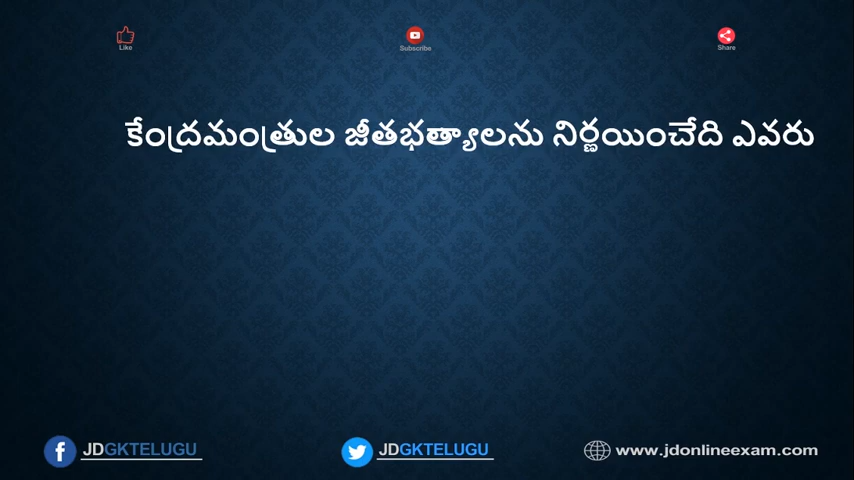 Like
Subscribe
Share
కేంద్రమంత్రుల జీతభత్యాలను నిర్ణయించేది ఎవరు
JDGKTELUGU
JDGKTELUGU
www.jdonlineexam.com